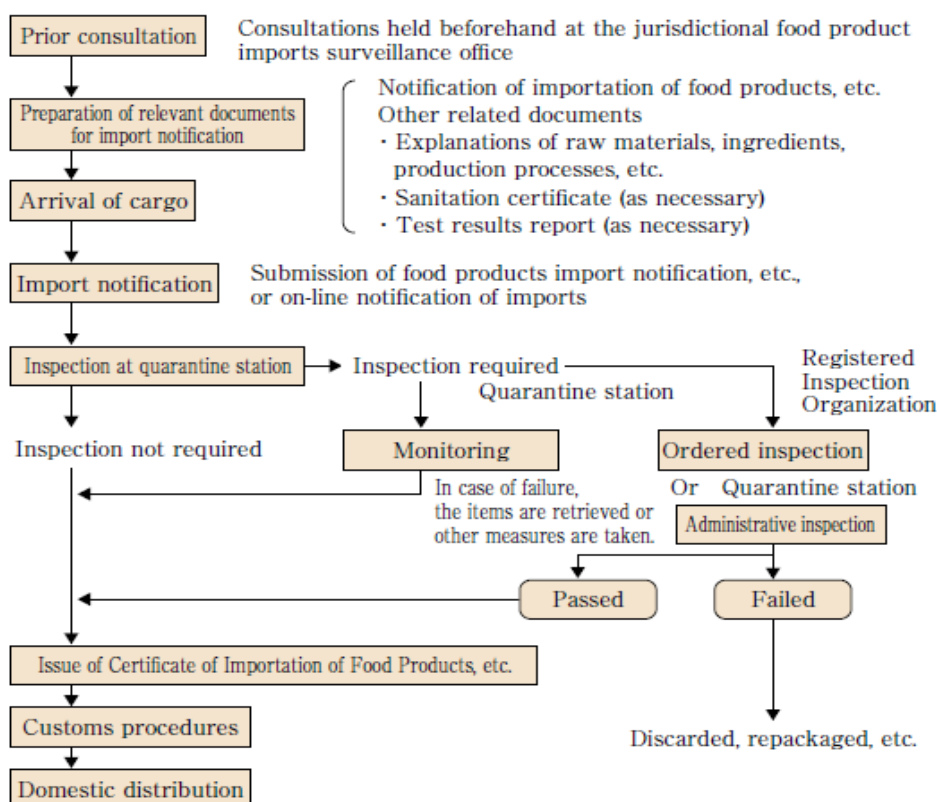 Prior consultation
Consultations held beforehand at the jurisdictional food product
imports surveillance office
Preparation of relevant documents
for import notification
Notification of importation of food products, etc.
Other related documents
・Explanations of raw materials, ingredients,
production processes, etc.
・Sanitation certificate (as necessary)
・Test results report (as necessary)
Arrival of cargo
Import notification
Submission of food products import notification, etc.,
or on-line notification of imports
Inspection at quarantine station
Inspection required
Quarantine station
Registered
Inspection
Organization
Inspection not required
Monitoring
Ordered inspection
In case of failure,
the items are retrieved or
other measures are taken.
Or Quarantine station
Administrative inspection
Passed
Failed
Issue of Certificate of Importation of Food Products, etc.
Customs procedures
Discarded, repackaged, etc.
Domestic distribution